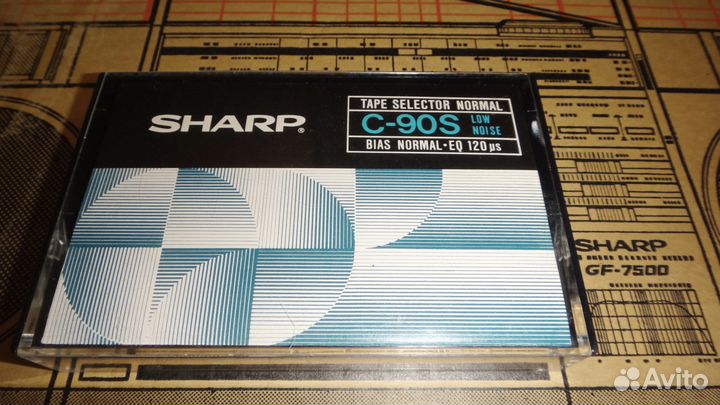 SHARP®
TAPE SELECTOR NORMAL
C-90S LOW NOISE
BIAS NORMAL•EQ 120 µs
SHARP
GF-7500
Avito